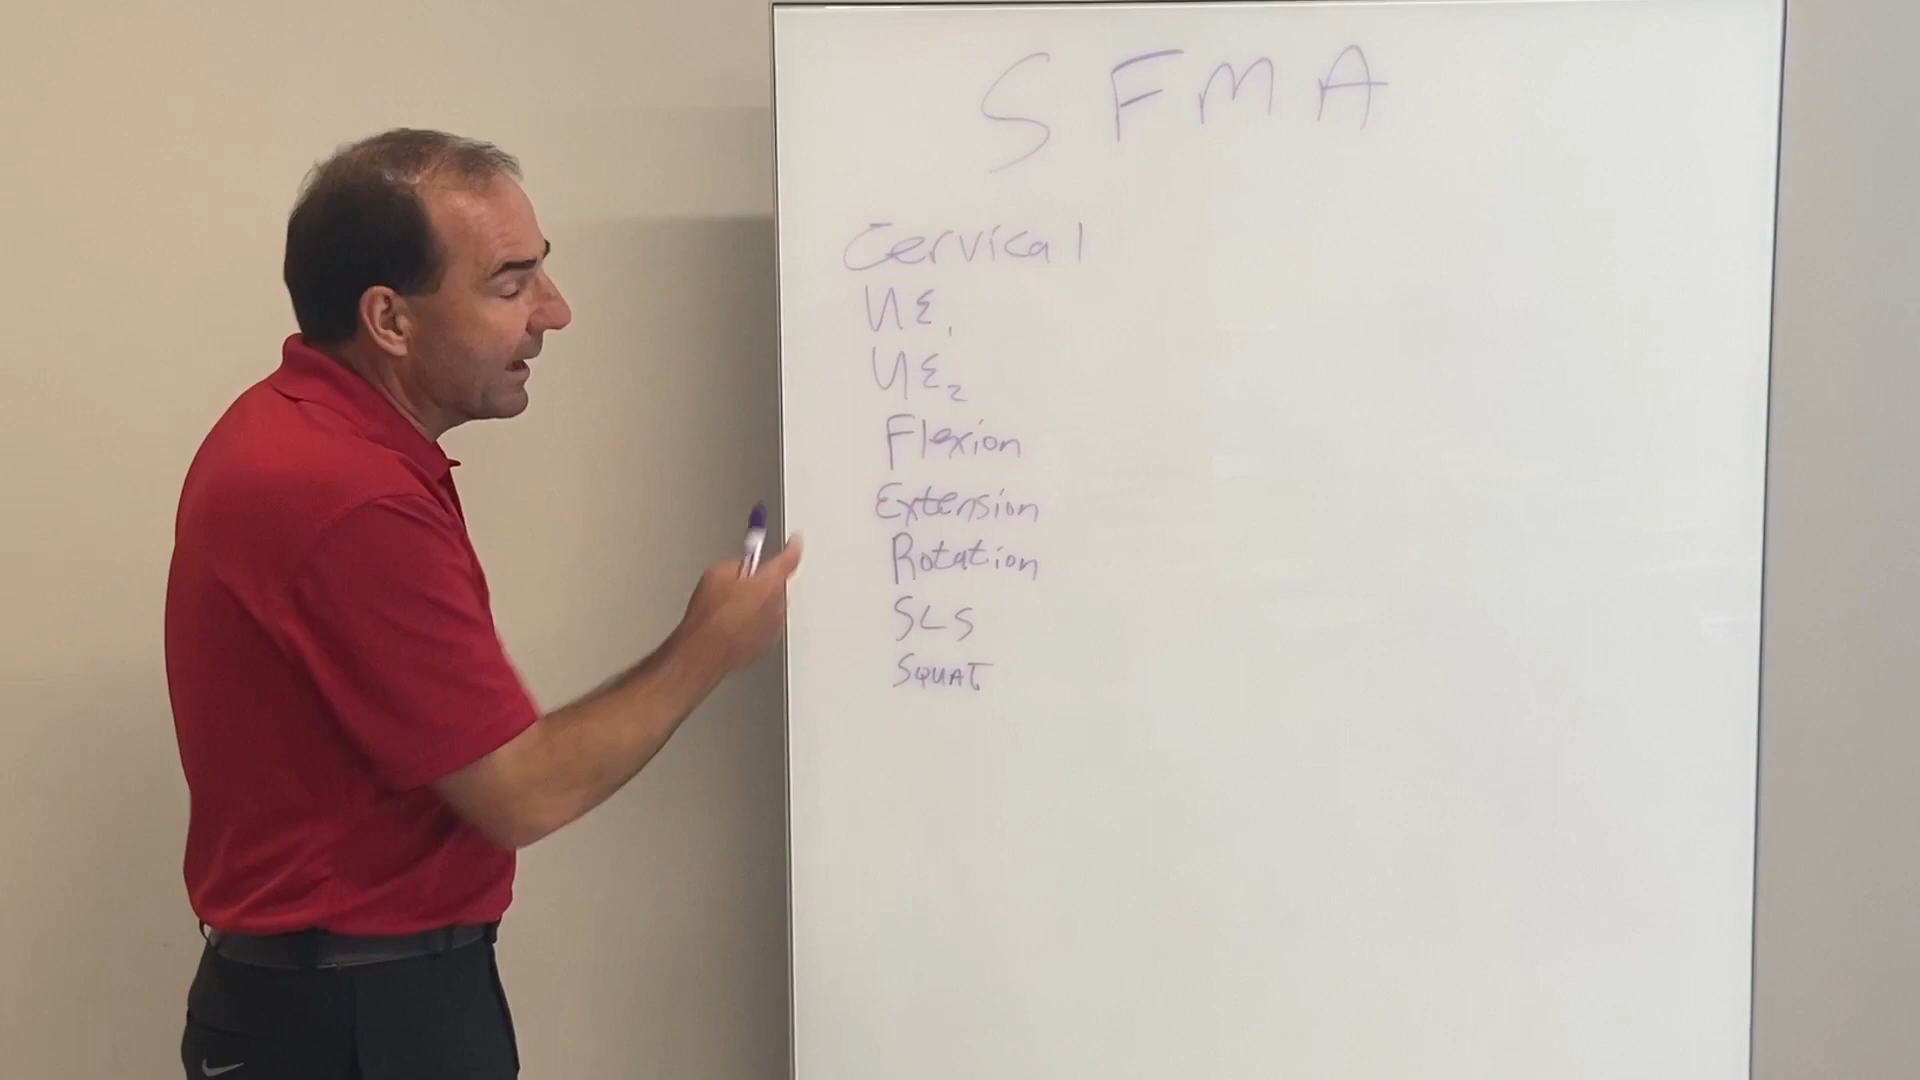 SFMA
Cervical
UE1
UE2
Flexion
Extension
Rotation
SLS
SQUAT